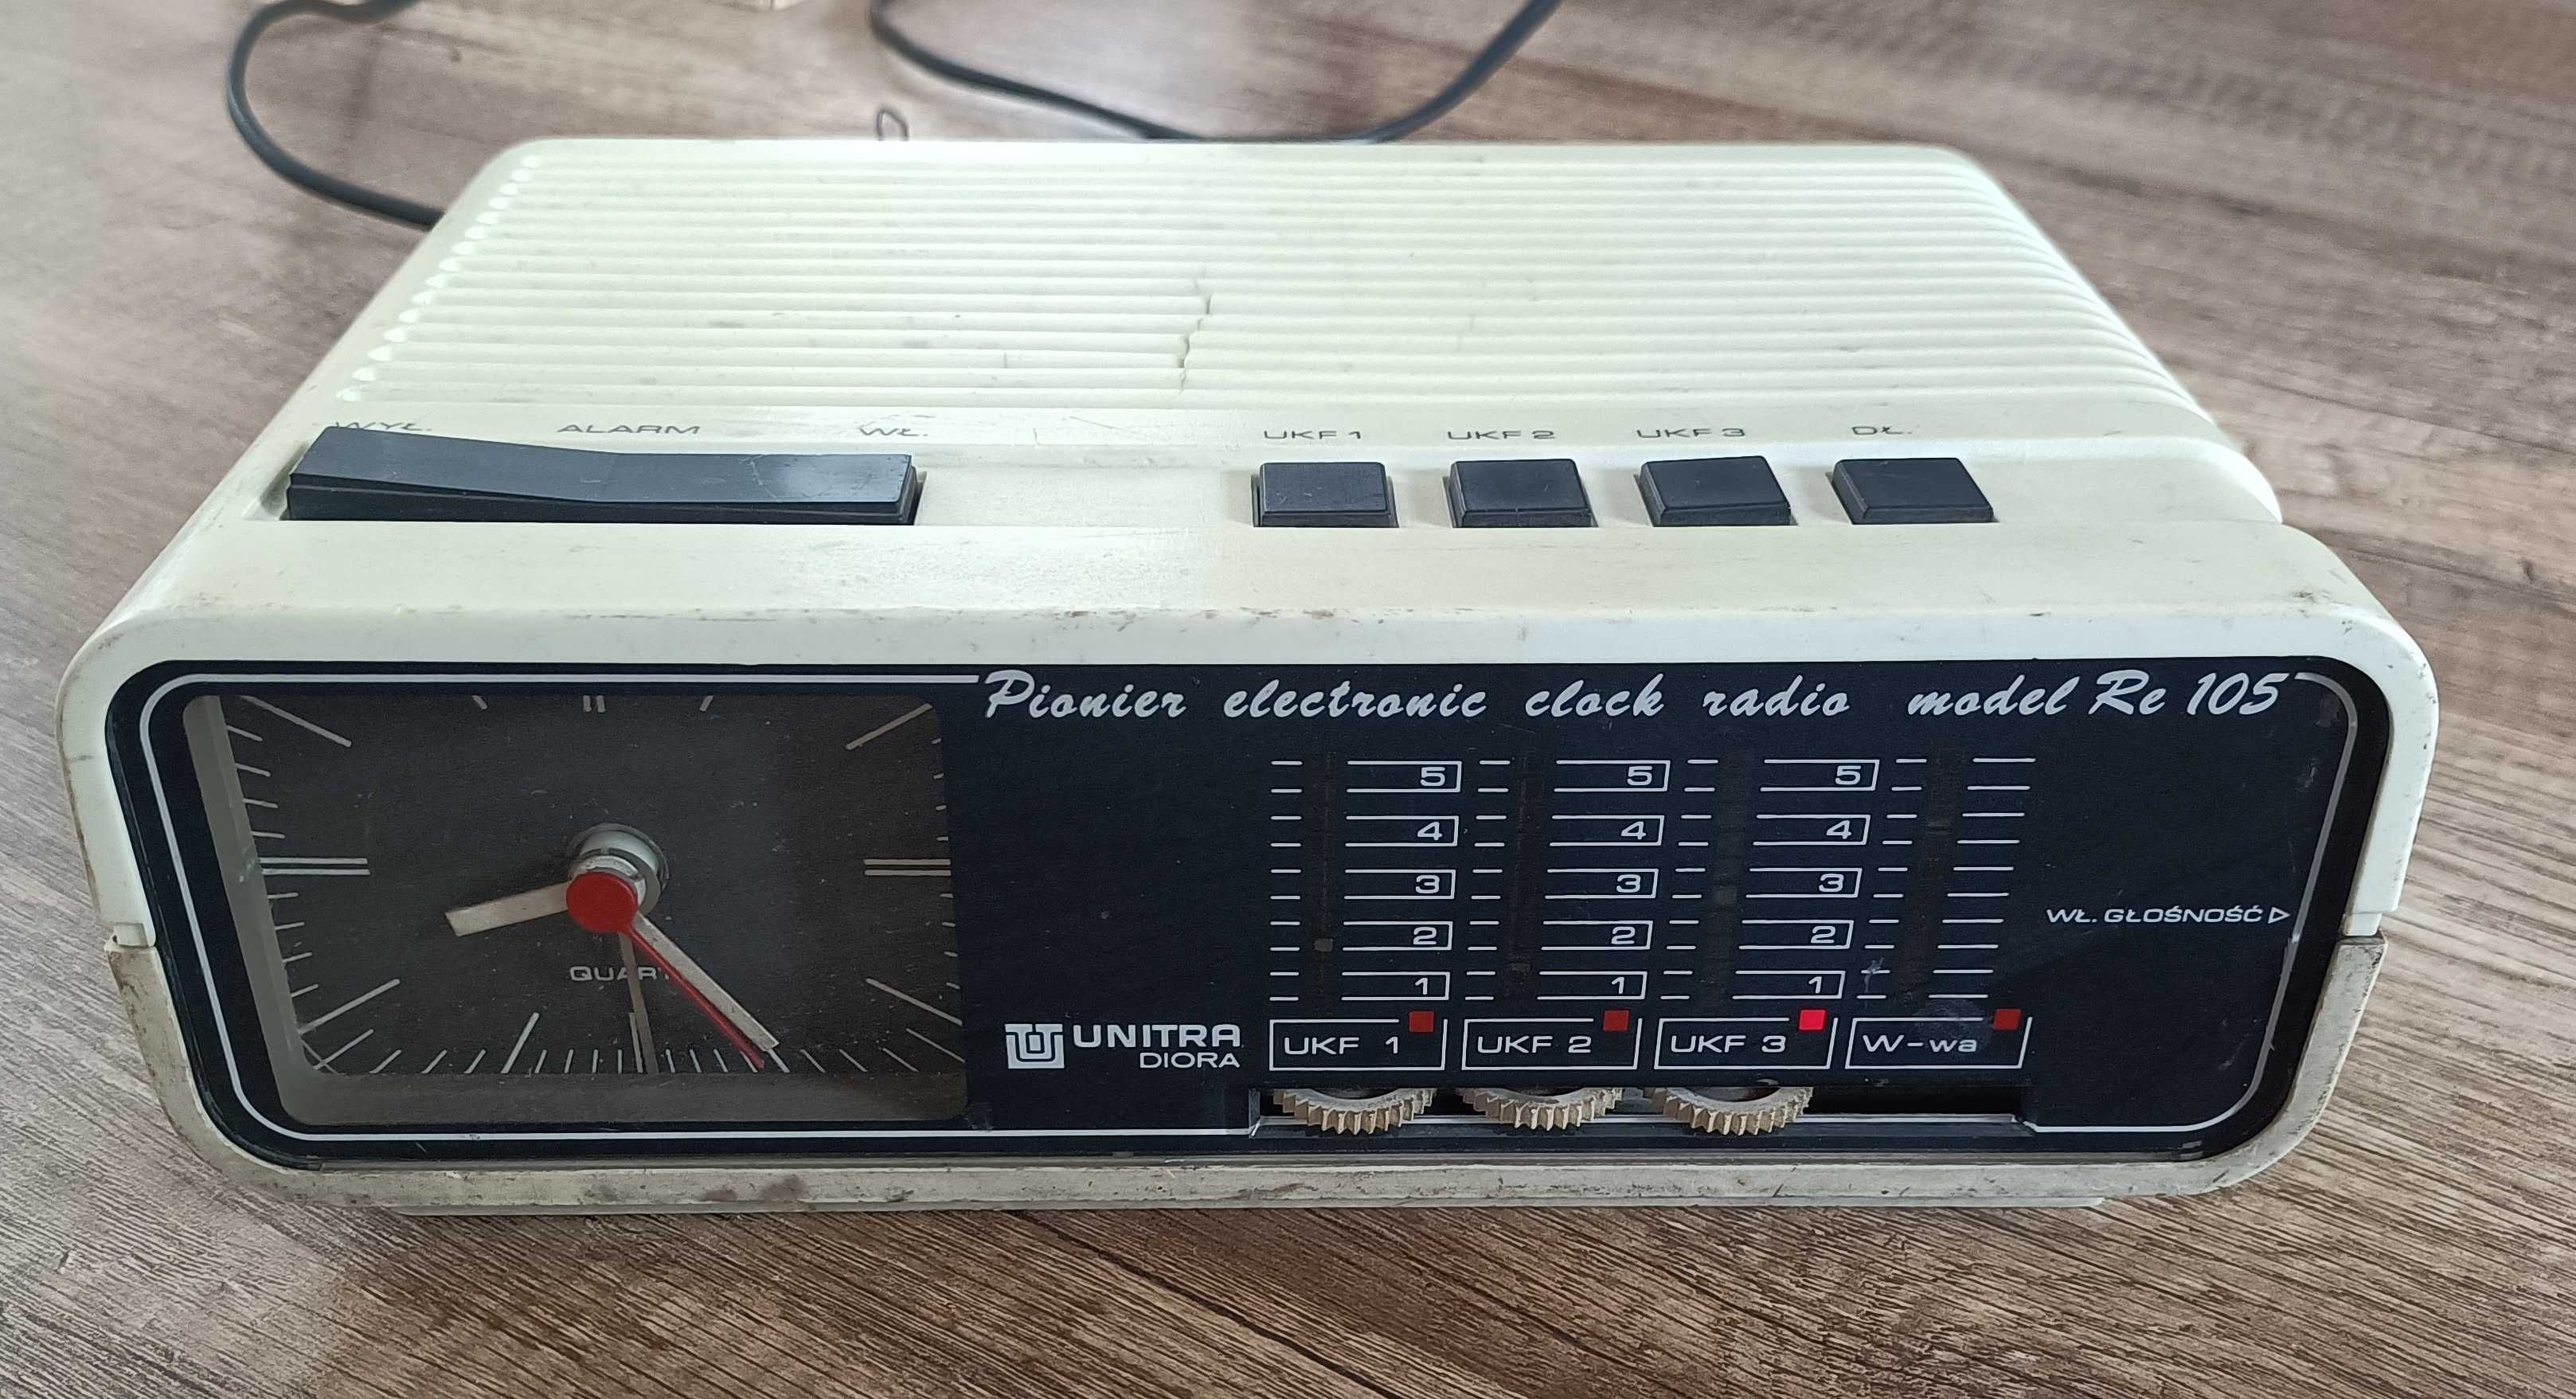 WYŁ. ALARM WŁ. UKF 1 UKF 2 UKF 3 DŁ.
Pionier electronic clock radio model Re 105
5 5 5
4 4 4
3 3 3
WŁ. GŁOŚNOŚĆ
2 2 2
QUART
1 1 1
UNITRA
DIORA
UKF 1 UKF 2 UKF 3 W-wa